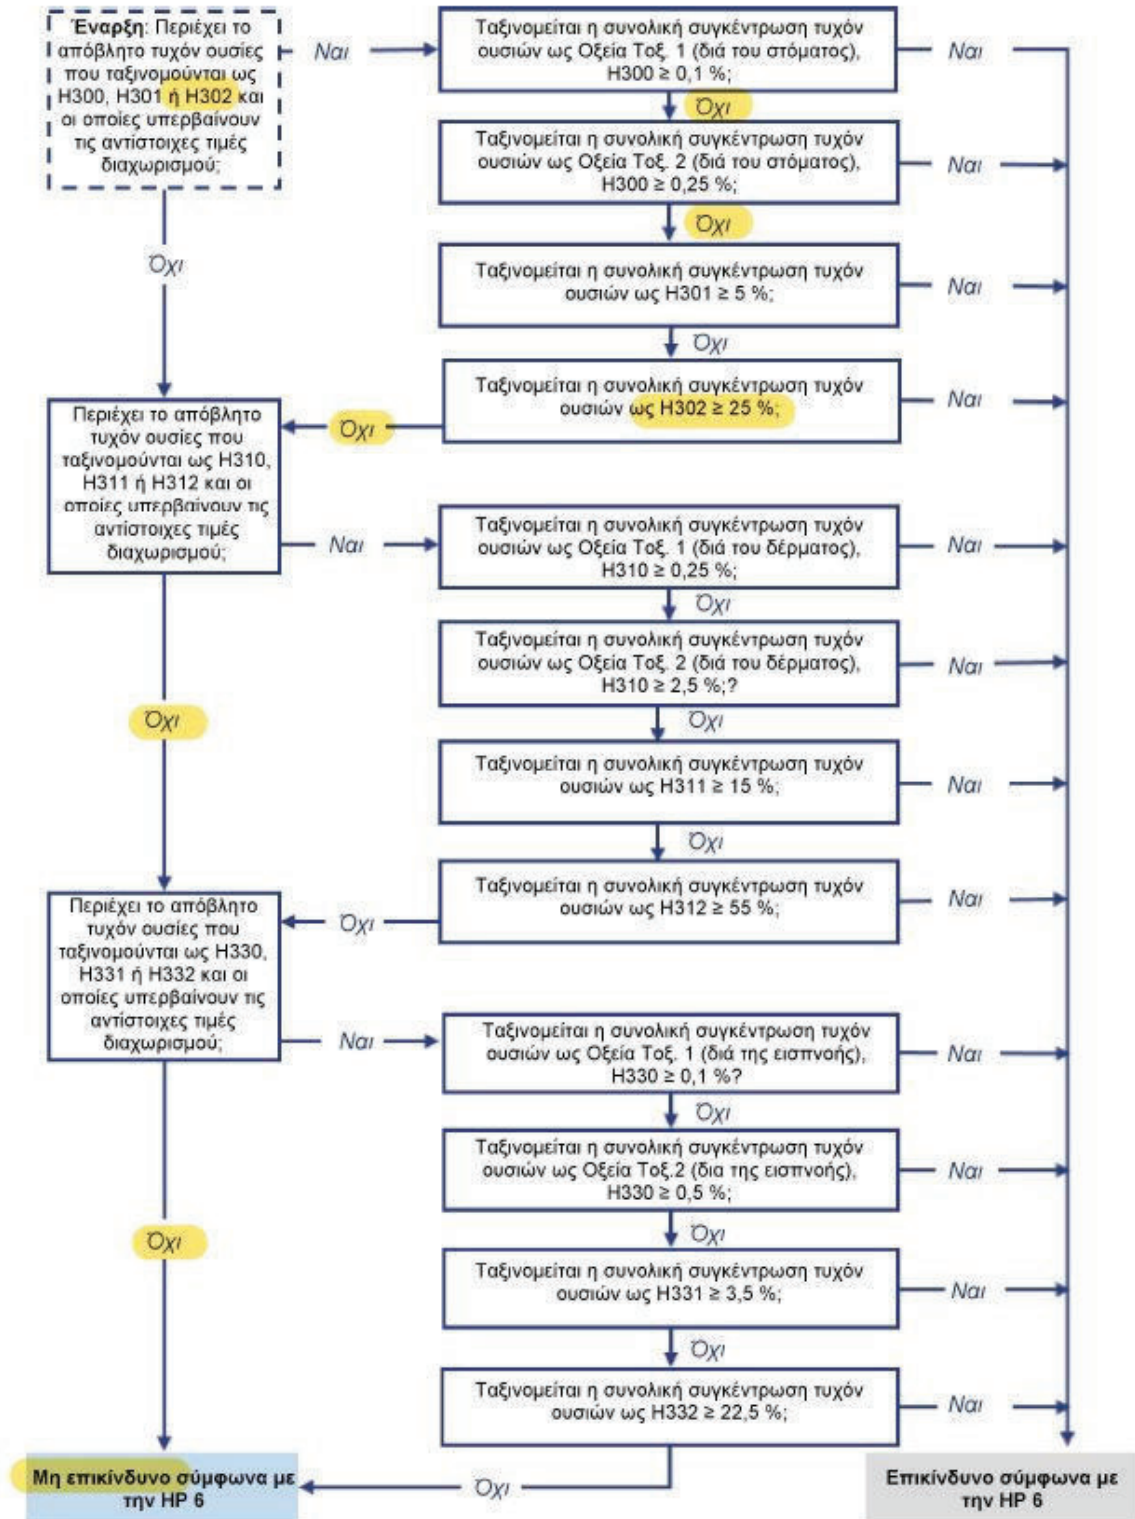 Έναρξη: Περιέχει το
απόβλητο τυχόν ουσίες
που ταξινομούνται ως
H300, H301 ή H302 και
οι οποίες υπερβαίνουν
τις αντίστοιχες τιμές
διαχωρισμού;
Ναι
Ταξινομείται η συνολική συγκέντρωση τυχόν
ουσιών ως Οξεία Τοξ. 1 (διά του στόματος),
H300 ≥ 0,1 %;
Ναι
Όχι
Ταξινομείται η συνολική συγκέντρωση τυχόν
ουσιών ως Οξεία Τοξ. 2 (διά του στόματος),
H300 ≥ 0,25 %;
Ναι
Όχι
Όχι
Ταξινομείται η συνολική συγκέντρωση τυχόν
ουσιών ως H301 ≥ 5 %;
Ναι
Όχι
Ταξινομείται η συνολική συγκέντρωση τυχόν
ουσιών ως H302 ≥ 25 %;
Ναι
Όχι
Περιέχει το απόβλητο
τυχόν ουσίες που
ταξινομούνται ως H310,
H311 ή H312 και οι
οποίες υπερβαίνουν τις
αντίστοιχες τιμές
διαχωρισμού;
Ναι
Ταξινομείται η συνολική συγκέντρωση τυχόν
ουσιών ως Οξεία Τοξ. 1 (διά του δέρματος),
H310 ≥ 0,25 %;
Ναι
Όχι
Ταξινομείται η συνολική συγκέντρωση τυχόν
ουσιών ως Οξεία Τοξ. 2 (διά του δέρματος),
H310 ≥ 2,5 %;?
Ναι
Όχι
Όχι
Ταξινομείται η συνολική συγκέντρωση τυχόν
ουσιών ως H311 ≥ 15 %;
Ναι
Όχι
Ταξινομείται η συνολική συγκέντρωση τυχόν
ουσιών ως H312 ≥ 55 %;
Ναι
Όχι
Περιέχει το απόβλητο
τυχόν ουσίες που
ταξινομούνται ως H330,
H331 ή H332 και οι
οποίες υπερβαίνουν τις
αντίστοιχες τιμές
διαχωρισμού;
Ναι
Ταξινομείται η συνολική συγκέντρωση τυχόν
ουσιών ως Οξεία Τοξ. 1 (διά της εισπνοής),
H330 ≥ 0,1 %?
Ναι
Όχι
Ταξινομείται η συνολική συγκέντρωση τυχόν
ουσιών ως Οξεία Τοξ.2 (δια της εισπνοής),
H330 ≥ 0,5 %;
Ναι
Όχι
Όχι
Ταξινομείται η συνολική συγκέντρωση τυχόν
ουσιών ως H331 ≥ 3,5 %;
Ναι
Όχι
Ταξινομείται η συνολική συγκέντρωση τυχόν
ουσιών ως H332 ≥ 22,5 %;
Ναι
Όχι
Μη επικίνδυνο σύμφωνα με
την HP 6
Επικίνδυνο σύμφωνα με
την HP 6